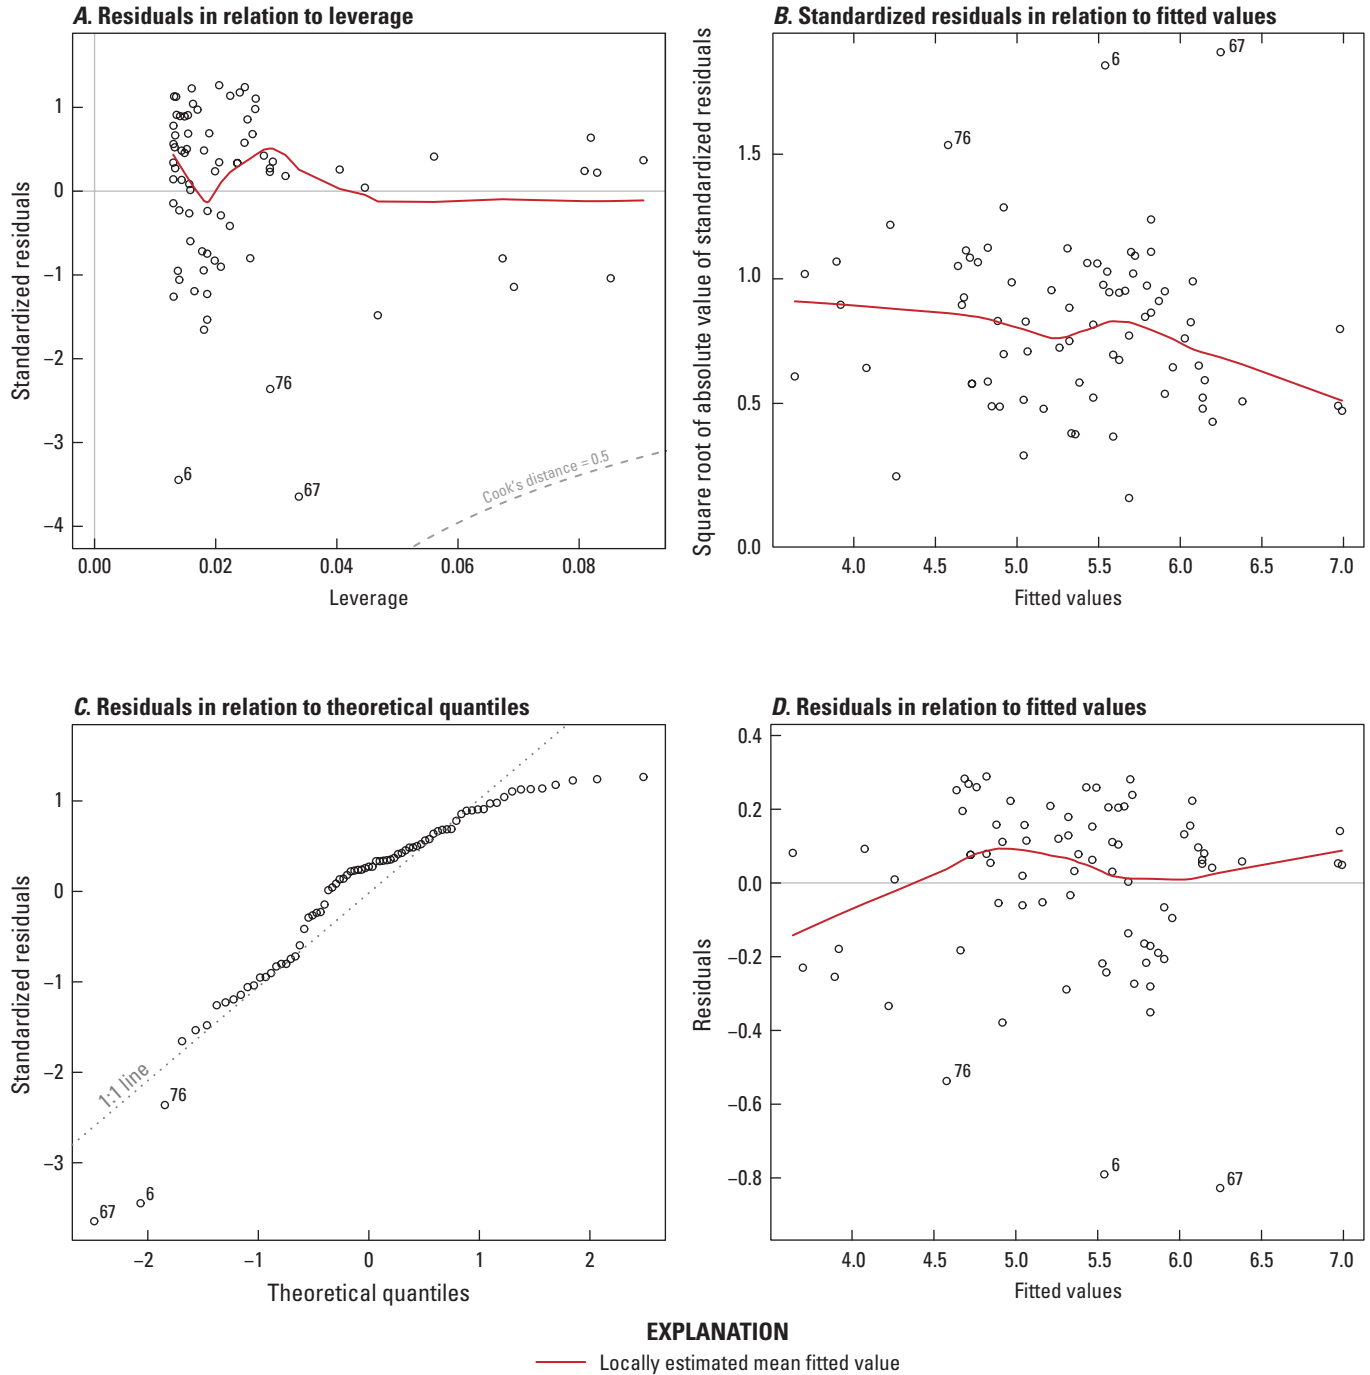 A. Residuals in relation to leverage
Standardized residuals
1
0
−1
−2
−3
−4
76
6
67
Cook's distance = 0.5
0.00 0.02 0.04 0.06 0.08
Leverage
B. Standardized residuals in relation to fitted values
Square root of absolute value of standardized residuals
1.5
1.0
0.5
0.0
67
6
76
4.0 4.5 5.0 5.5 6.0 6.5 7.0
Fitted values
C. Residuals in relation to theoretical quantiles
Standardized residuals
1
0
−1
−2
−3
1:1 line
76
6
67
−2 −1 0 1 2
Theoretical quantiles
D. Residuals in relation to fitted values
Residuals
0.4
0.2
0.0
−0.2
−0.4
−0.6
−0.8
76
6
67
4.0 4.5 5.0 5.5 6.0 6.5 7.0
Fitted values
EXPLANATION
Locally estimated mean fitted value